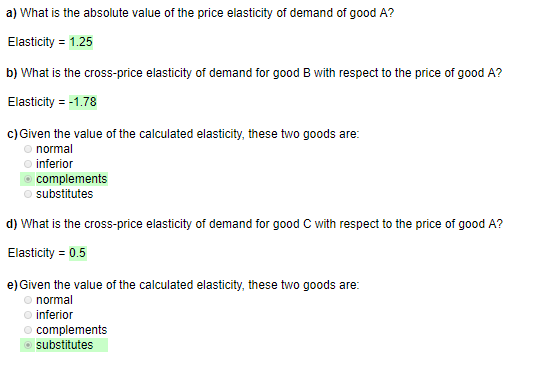 a) What is the absolute value of the price elasticity of demand of good A?
Elasticity = 1.25
b) What is the cross-price elasticity of demand for good B with respect to the price of good A?
Elasticity = -1.78
c) Given the value of the calculated elasticity, these two goods are:
normal
inferior
complements
substitutes
d) What is the cross-price elasticity of demand for good C with respect to the price of good A?
Elasticity = 0.5
e) Given the value of the calculated elasticity, these two goods are:
normal
inferior
complements
substitutes